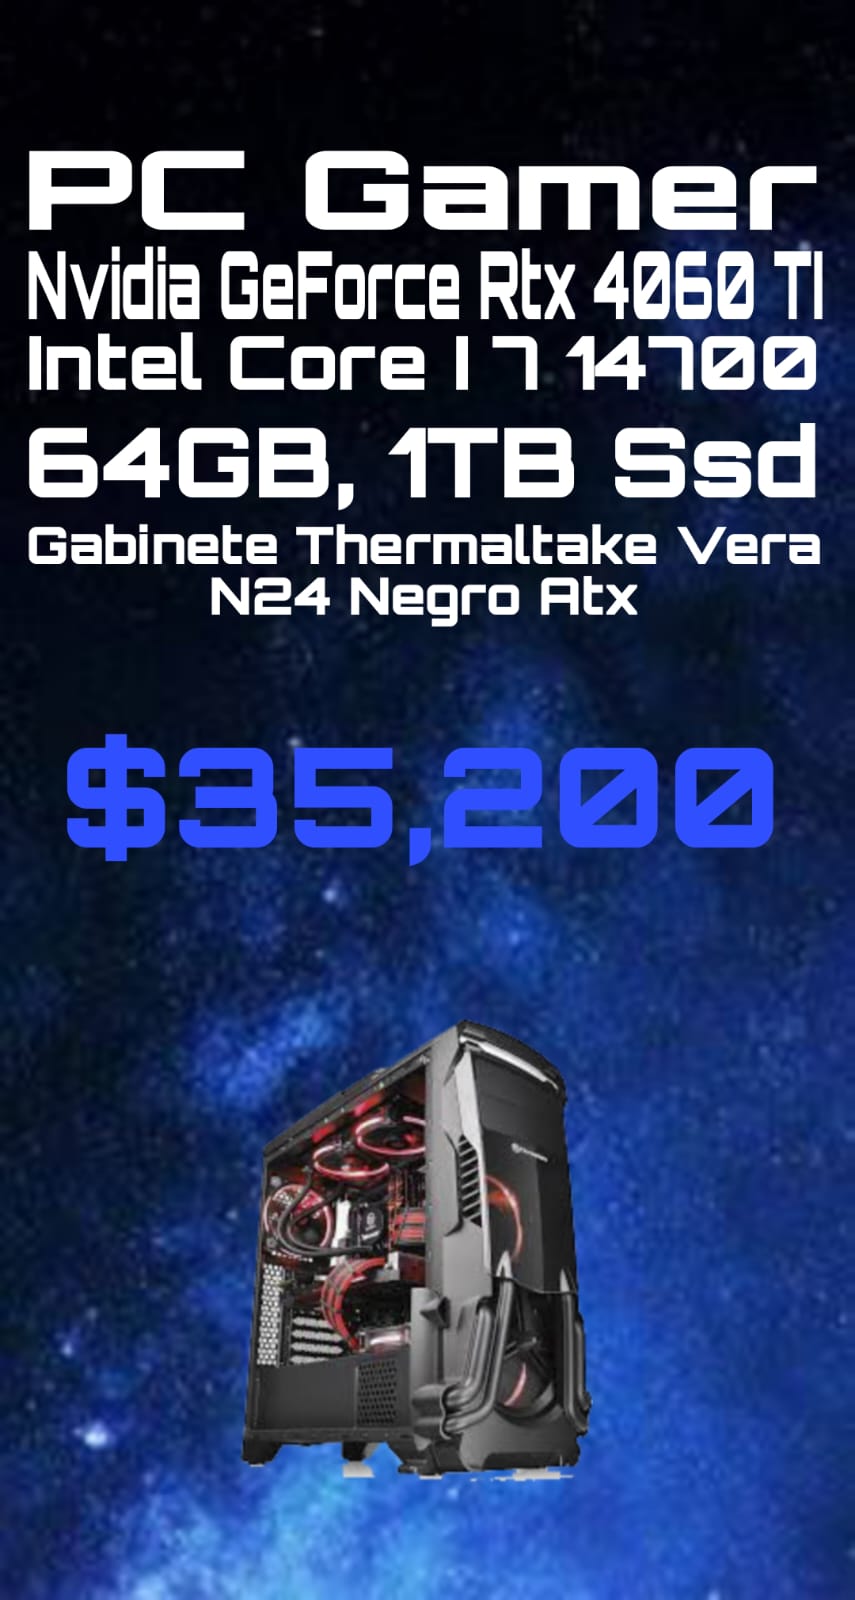 PC Gamer
Nvidia GeForce Rtx 4060 TI
Intel Core I 7 14700
64GB, 1TB Ssd
Gabinete Thermaltake Vera
N24 Negro Atx
$35,200